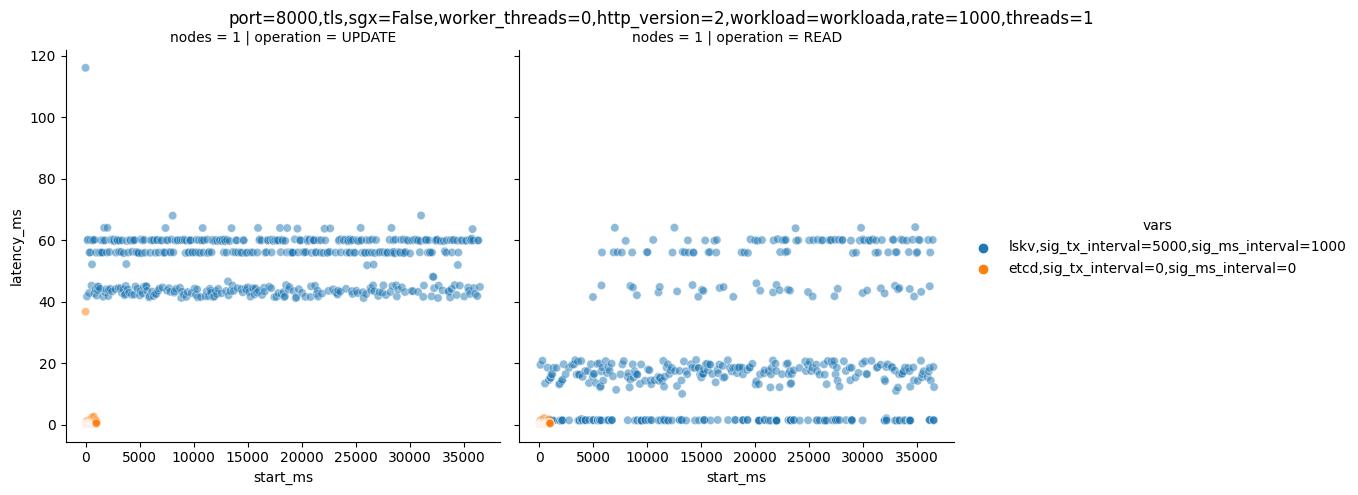 port=8000,tls,sgx=False,worker_threads=0,http_version=2,workload=workloada,rate=1000,threads=1
nodes = 1 | operation = UPDATE
nodes = 1 | operation = READ
latency_ms
120
100
80
60
40
20
0
0 5000 10000 15000 20000 25000 30000 35000
start_ms
0 5000 10000 15000 20000 25000 30000 35000
start_ms
vars
lskv,sig_tx_interval=5000,sig_ms_interval=1000
etcd,sig_tx_interval=0,sig_ms_interval=0